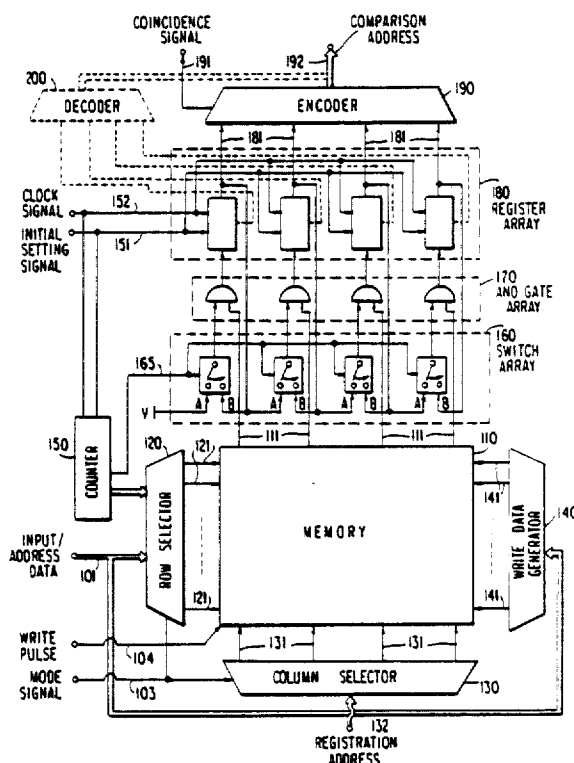 COINCIDENCE
SIGNAL
COMPARISON
ADDRESS
191
192
200
DECODER
ENCODER
190
181
181
CLOCK
SIGNAL
152
INITIAL
SETTING
SIGNAL
151
180
REGISTER
ARRAY
170
AND GATE
ARRAY
160
SWITCH
ARRAY
165
V
A
B
A
B
150
COUNTER
120
121
111
111
110
ROW SELECTOR
MEMORY
141
140
WRITE DATA
GENERATOR
INPUT/
ADDRESS
DATA
101
121
141
WRITE
PULSE
104
131
131
MODE
SIGNAL
103
COLUMN SELECTOR
130
132
REGISTRATION
ADDRESS